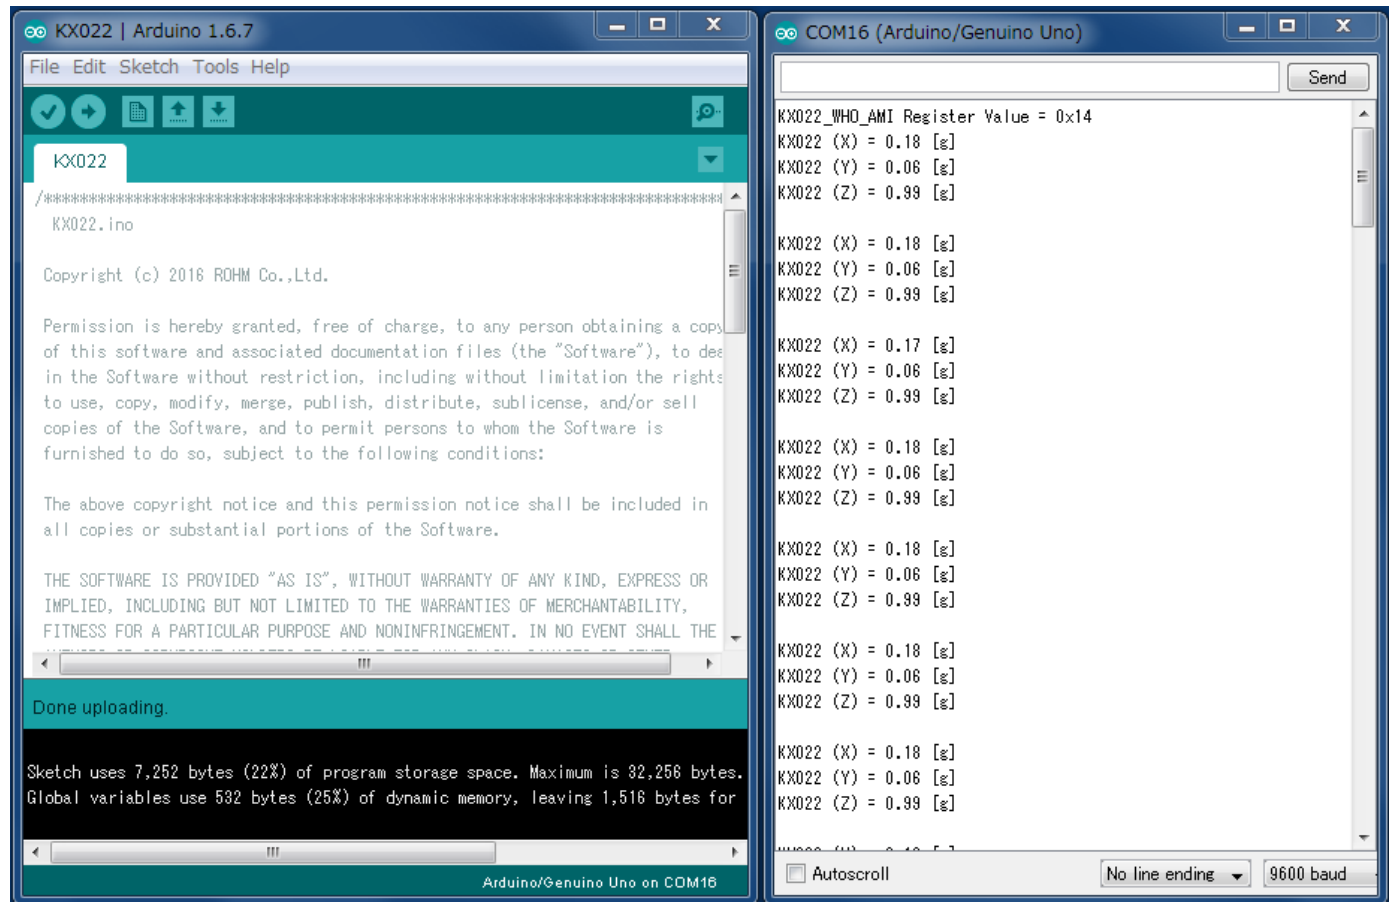 KX022 | Arduino 1.6.7
File Edit Sketch Tools Help
KX022
/******************************************************************************
KX022.ino
Copyright (c) 2016 ROHM Co.,Ltd.
Permission is hereby granted, free of charge, to any person obtaining a copy
of this software and associated documentation files (the "Software"), to dea
in the Software without restriction, including without limitation the rights
to use, copy, modify, merge, publish, distribute, sublicense, and/or sell
copies of the Software, and to permit persons to whom the Software is
furnished to do so, subject to the following conditions:
The above copyright notice and this permission notice shall be included in
all copies or substantial portions of the Software.
THE SOFTWARE IS PROVIDED "AS IS", WITHOUT WARRANTY OF ANY KIND, EXPRESS OR
IMPLIED, INCLUDING BUT NOT LIMITED TO THE WARRANTIES OF MERCHANTABILITY,
FITNESS FOR A PARTICULAR PURPOSE AND NONINFRINGEMENT. IN NO EVENT SHALL THE
Done uploading.
Sketch uses 7,252 bytes (22%) of program storage space. Maximum is 32,256 bytes.
Global variables use 532 bytes (25%) of dynamic memory, leaving 1,516 bytes for
Arduino/Genuino Uno on COM16
COM16 (Arduino/Genuino Uno)
Send
KX022_WHO_AMI Register Value = 0x14
KX022 (X) = 0.18 [g]
KX022 (Y) = 0.06 [g]
KX022 (Z) = 0.99 [g]
KX022 (X) = 0.18 [g]
KX022 (Y) = 0.06 [g]
KX022 (Z) = 0.99 [g]
KX022 (X) = 0.17 [g]
KX022 (Y) = 0.06 [g]
KX022 (Z) = 0.99 [g]
KX022 (X) = 0.18 [g]
KX022 (Y) = 0.06 [g]
KX022 (Z) = 0.99 [g]
KX022 (X) = 0.18 [g]
KX022 (Y) = 0.06 [g]
KX022 (Z) = 0.99 [g]
KX022 (X) = 0.18 [g]
KX022 (Y) = 0.06 [g]
KX022 (Z) = 0.99 [g]
KX022 (X) = 0.18 [g]
KX022 (Y) = 0.06 [g]
KX022 (Z) = 0.99 [g]
Autoscroll
No line ending
9600 baud